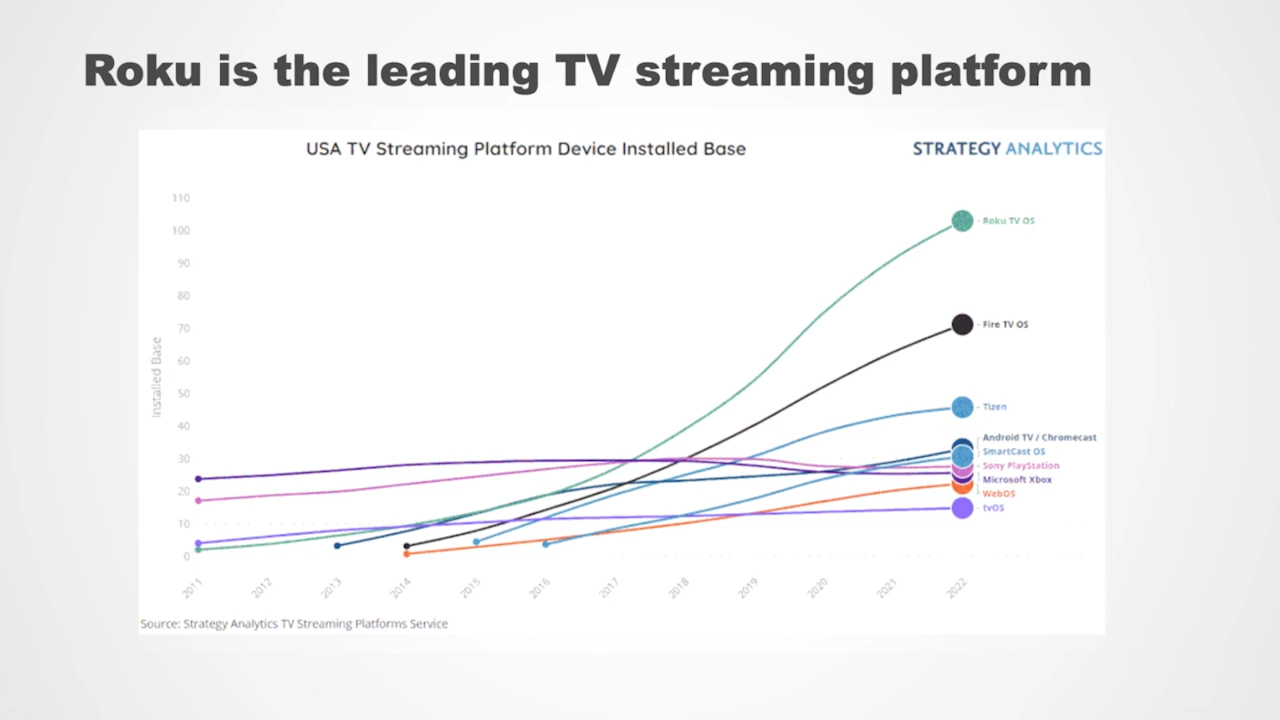 Roku is the leading TV streaming platform
USA TV Streaming Platform Device Installed Base
STRATEGY ANALYTICS
110
100
90
80
70
60
50
40
30
20
10
0
Installed Base
Roku TV OS
Fire TV OS
Tizen
Android TV / Chromecast
SmartCast OS
Sony PlayStation
Microsoft Xbox
WebOS
tvOS
2011
2012
2013
2014
2015
2016
2017
2018
2019
2020
2021
2022
Source: Strategy Analytics TV Streaming Platforms Service